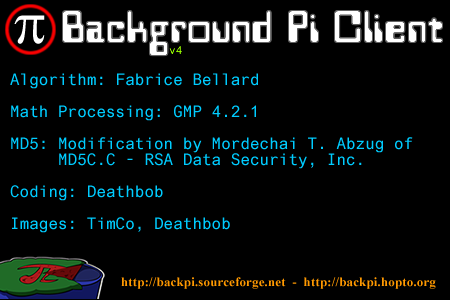 π Background Pi Client
v4
Algorithm: Fabrice Bellard
Math Processing: GMP 4.2.1
MD5: Modification by Mordechai T. Abzug of
MD5C.C - RSA Data Security, Inc.
Coding: Deathbob
Images: TimCo, Deathbob
http://backpi.sourceforge.net - http://backpi.hopto.org